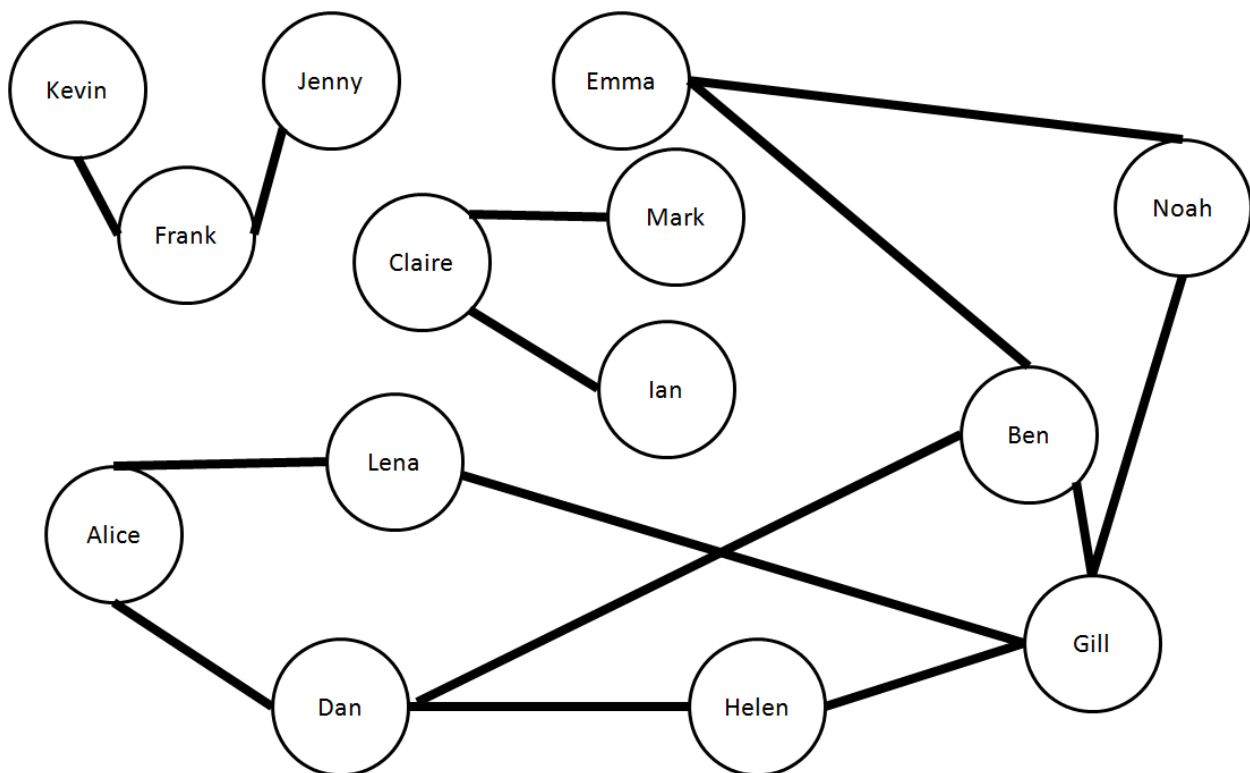 Kevin
Jenny
Emma
Noah
Frank
Mark
Claire
Ian
Ben
Lena
Alice
Gill
Dan
Helen